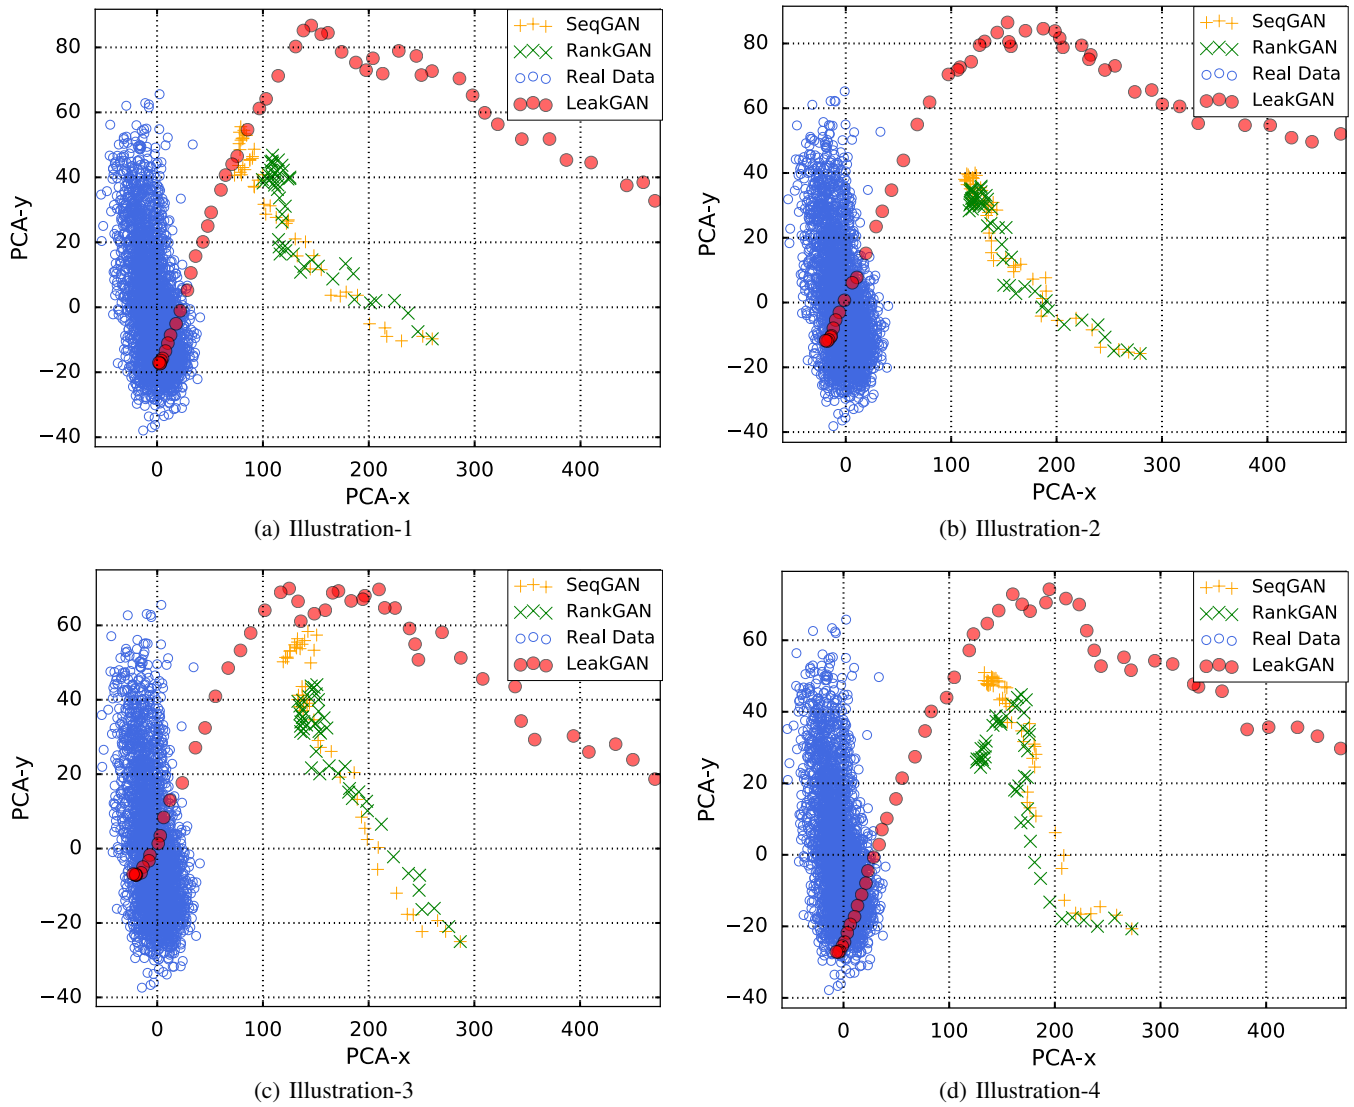 SeqGAN
RankGAN
Real Data
LeakGAN
80
60
40
20
0
−20
−40
PCA-y
0 100 200 300 400
PCA-x
(a) Illustration-1
SeqGAN
RankGAN
Real Data
LeakGAN
80
60
40
20
0
−20
−40
PCA-y
0 100 200 300 400
PCA-x
(b) Illustration-2
SeqGAN
RankGAN
Real Data
LeakGAN
60
40
20
0
−20
−40
PCA-y
0 100 200 300 400
PCA-x
(c) Illustration-3
SeqGAN
RankGAN
Real Data
LeakGAN
60
40
20
0
−20
−40
PCA-y
0 100 200 300 400
PCA-x
(d) Illustration-4